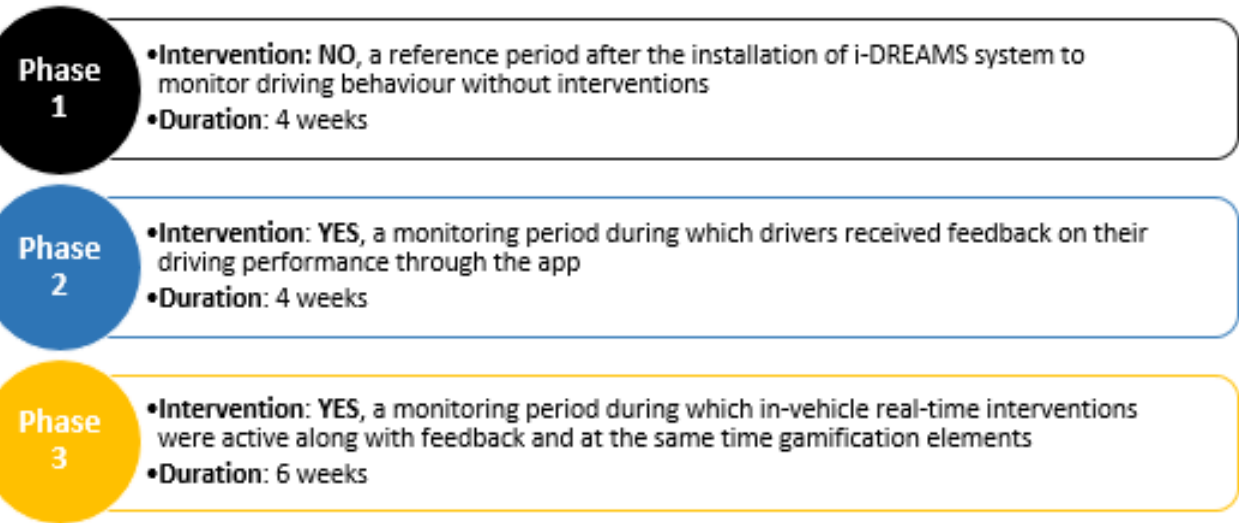 Phase
1
•Intervention: NO, a reference period after the installation of i-DREAMS system to
monitor driving behaviour without interventions
•Duration: 4 weeks
Phase
2
•Intervention: YES, a monitoring period during which drivers received feedback on their
driving performance through the app
•Duration: 4 weeks
Phase
3
•Intervention: YES, a monitoring period during which in-vehicle real-time interventions
were active along with feedback and at the same time gamification elements
•Duration: 6 weeks